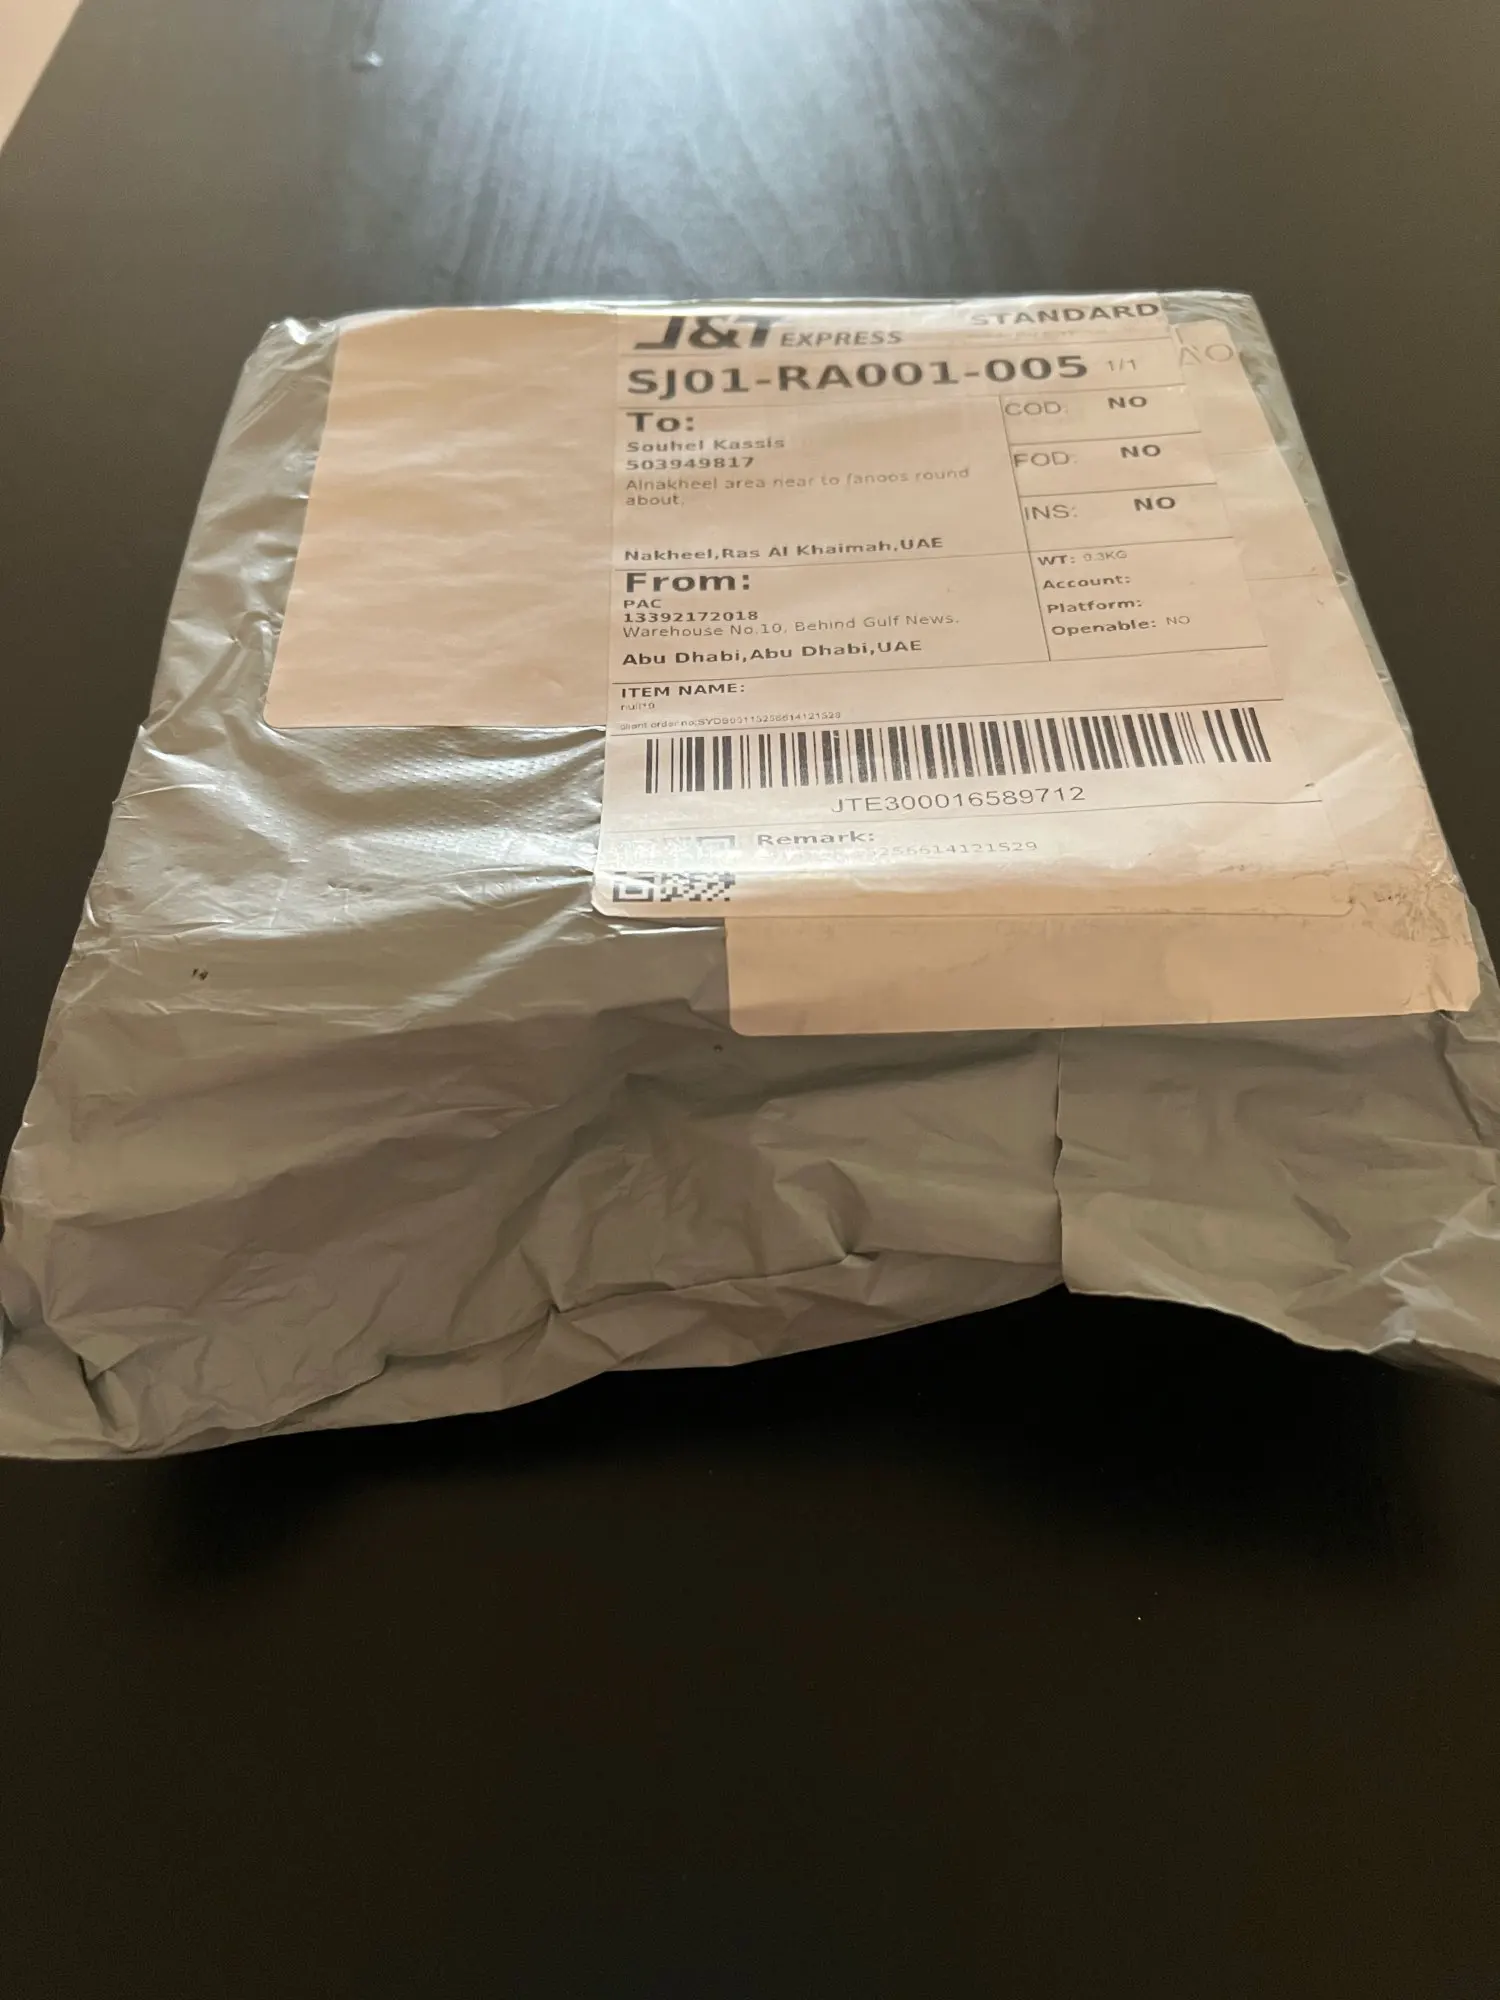 J&T EXPRESS STANDARD
SJ01-RA001-005 1/1
To:
Souhel Kassis
503949817
Alnakheel area near to fanoos round
about,
Nakheel,Ras Al Khaimah,UAE
COD: NO
FOD: NO
INS: NO
From:
PAC
13392172018
Warehouse No.10, Behind Gulf News,
Abu Dhabi,Abu Dhabi,UAE
WT: 0.3KG
Account:
Platform:
Openable: NO
ITEM NAME:
null*0
JTE300016589712
Remark: